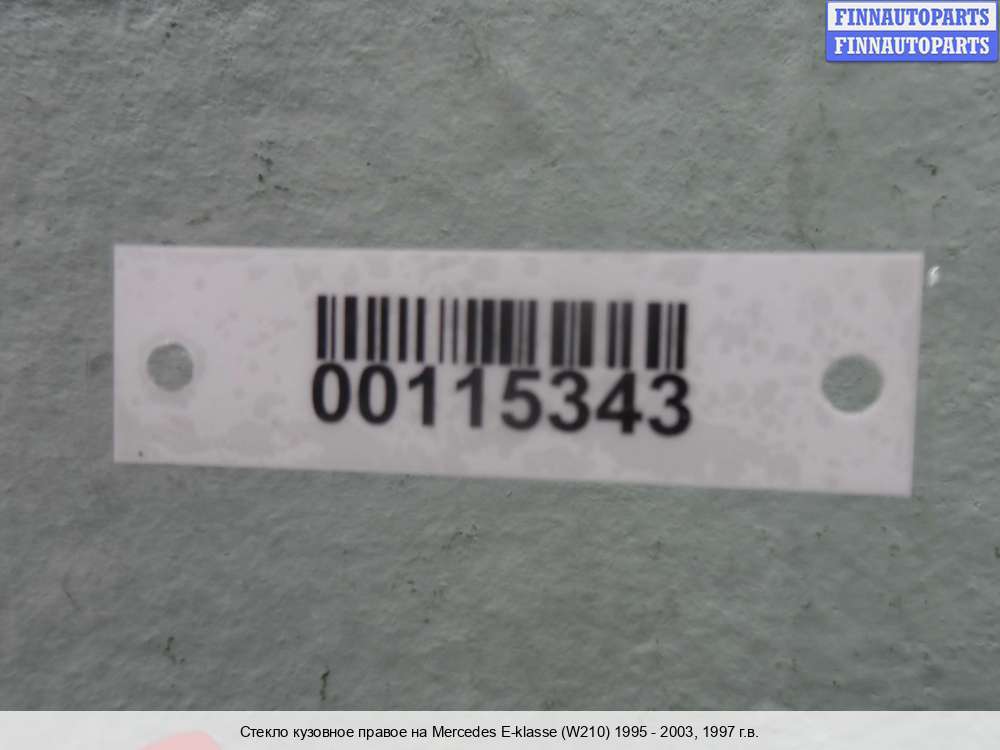 FINNAUTOPARTS
FINNAUTOPARTS
00115343
Стекло кузовное правое на Mercedes E-klasse (W210) 1995 - 2003, 1997 г.в.